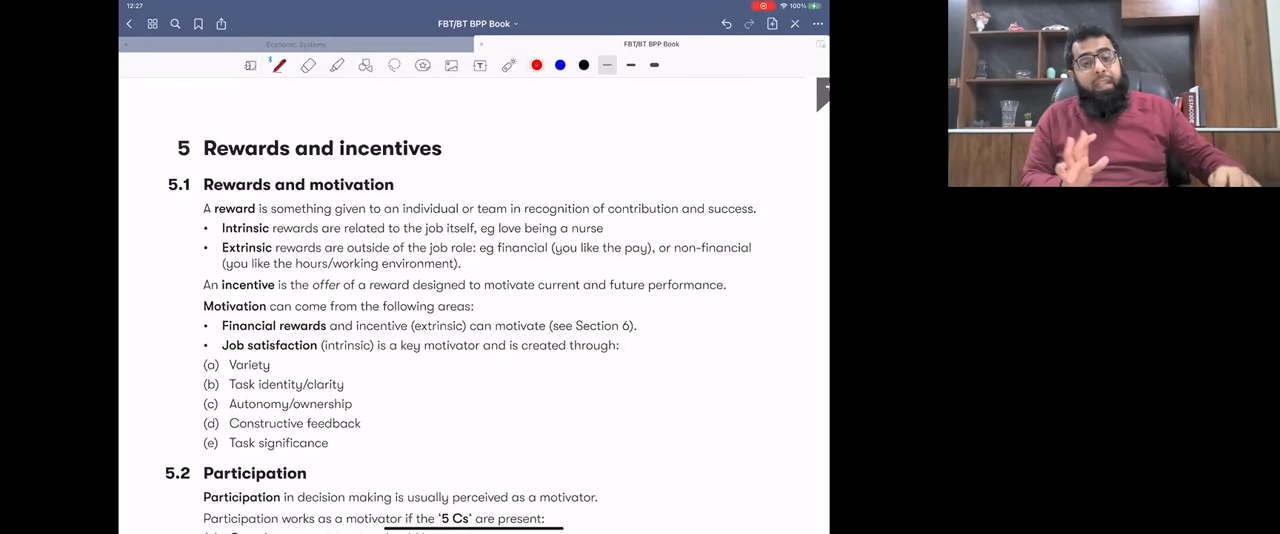 12:27
100%
FBT/BT BPP Book
Economic Systems
FBT/BT BPP Book
5 Rewards and incentives
5.1 Rewards and motivation
A reward is something given to an individual or team in recognition of contribution and success.
• Intrinsic rewards are related to the job itself, eg love being a nurse
• Extrinsic rewards are outside of the job role: eg financial (you like the pay), or non-financial
(you like the hours/working environment).
An incentive is the offer of a reward designed to motivate current and future performance.
Motivation can come from the following areas:
• Financial rewards and incentive (extrinsic) can motivate (see Section 6).
• Job satisfaction (intrinsic) is a key motivator and is created through:
(a) Variety
(b) Task identity/clarity
(c) Autonomy/ownership
(d) Constructive feedback
(e) Task significance
5.2 Participation
Participation in decision making is usually perceived as a motivator.
Participation works as a motivator if the '5 Cs' are present:
ESTACODE